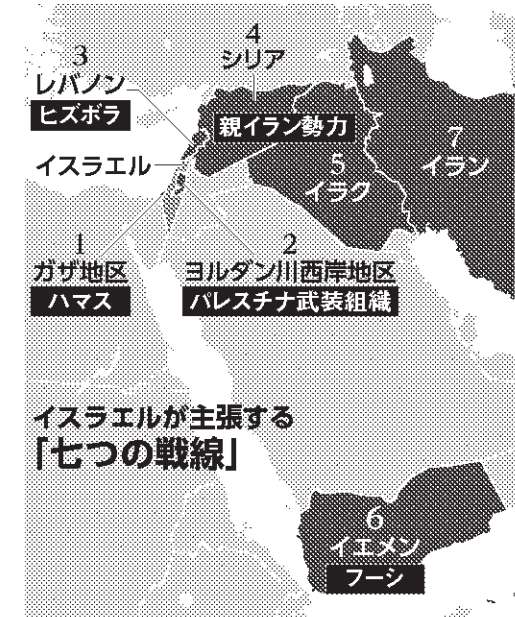 4
シリア
3
レバノン
ヒズボラ
親イラン勢力
7
イラン
イスラエル
5
イラク
1
ガザ地区
ハマス
2
ヨルダン川西岸地区
パレスチナ武装組織
イスラエルが主張する
「七つの戦線」
6
イエメン
フーシ